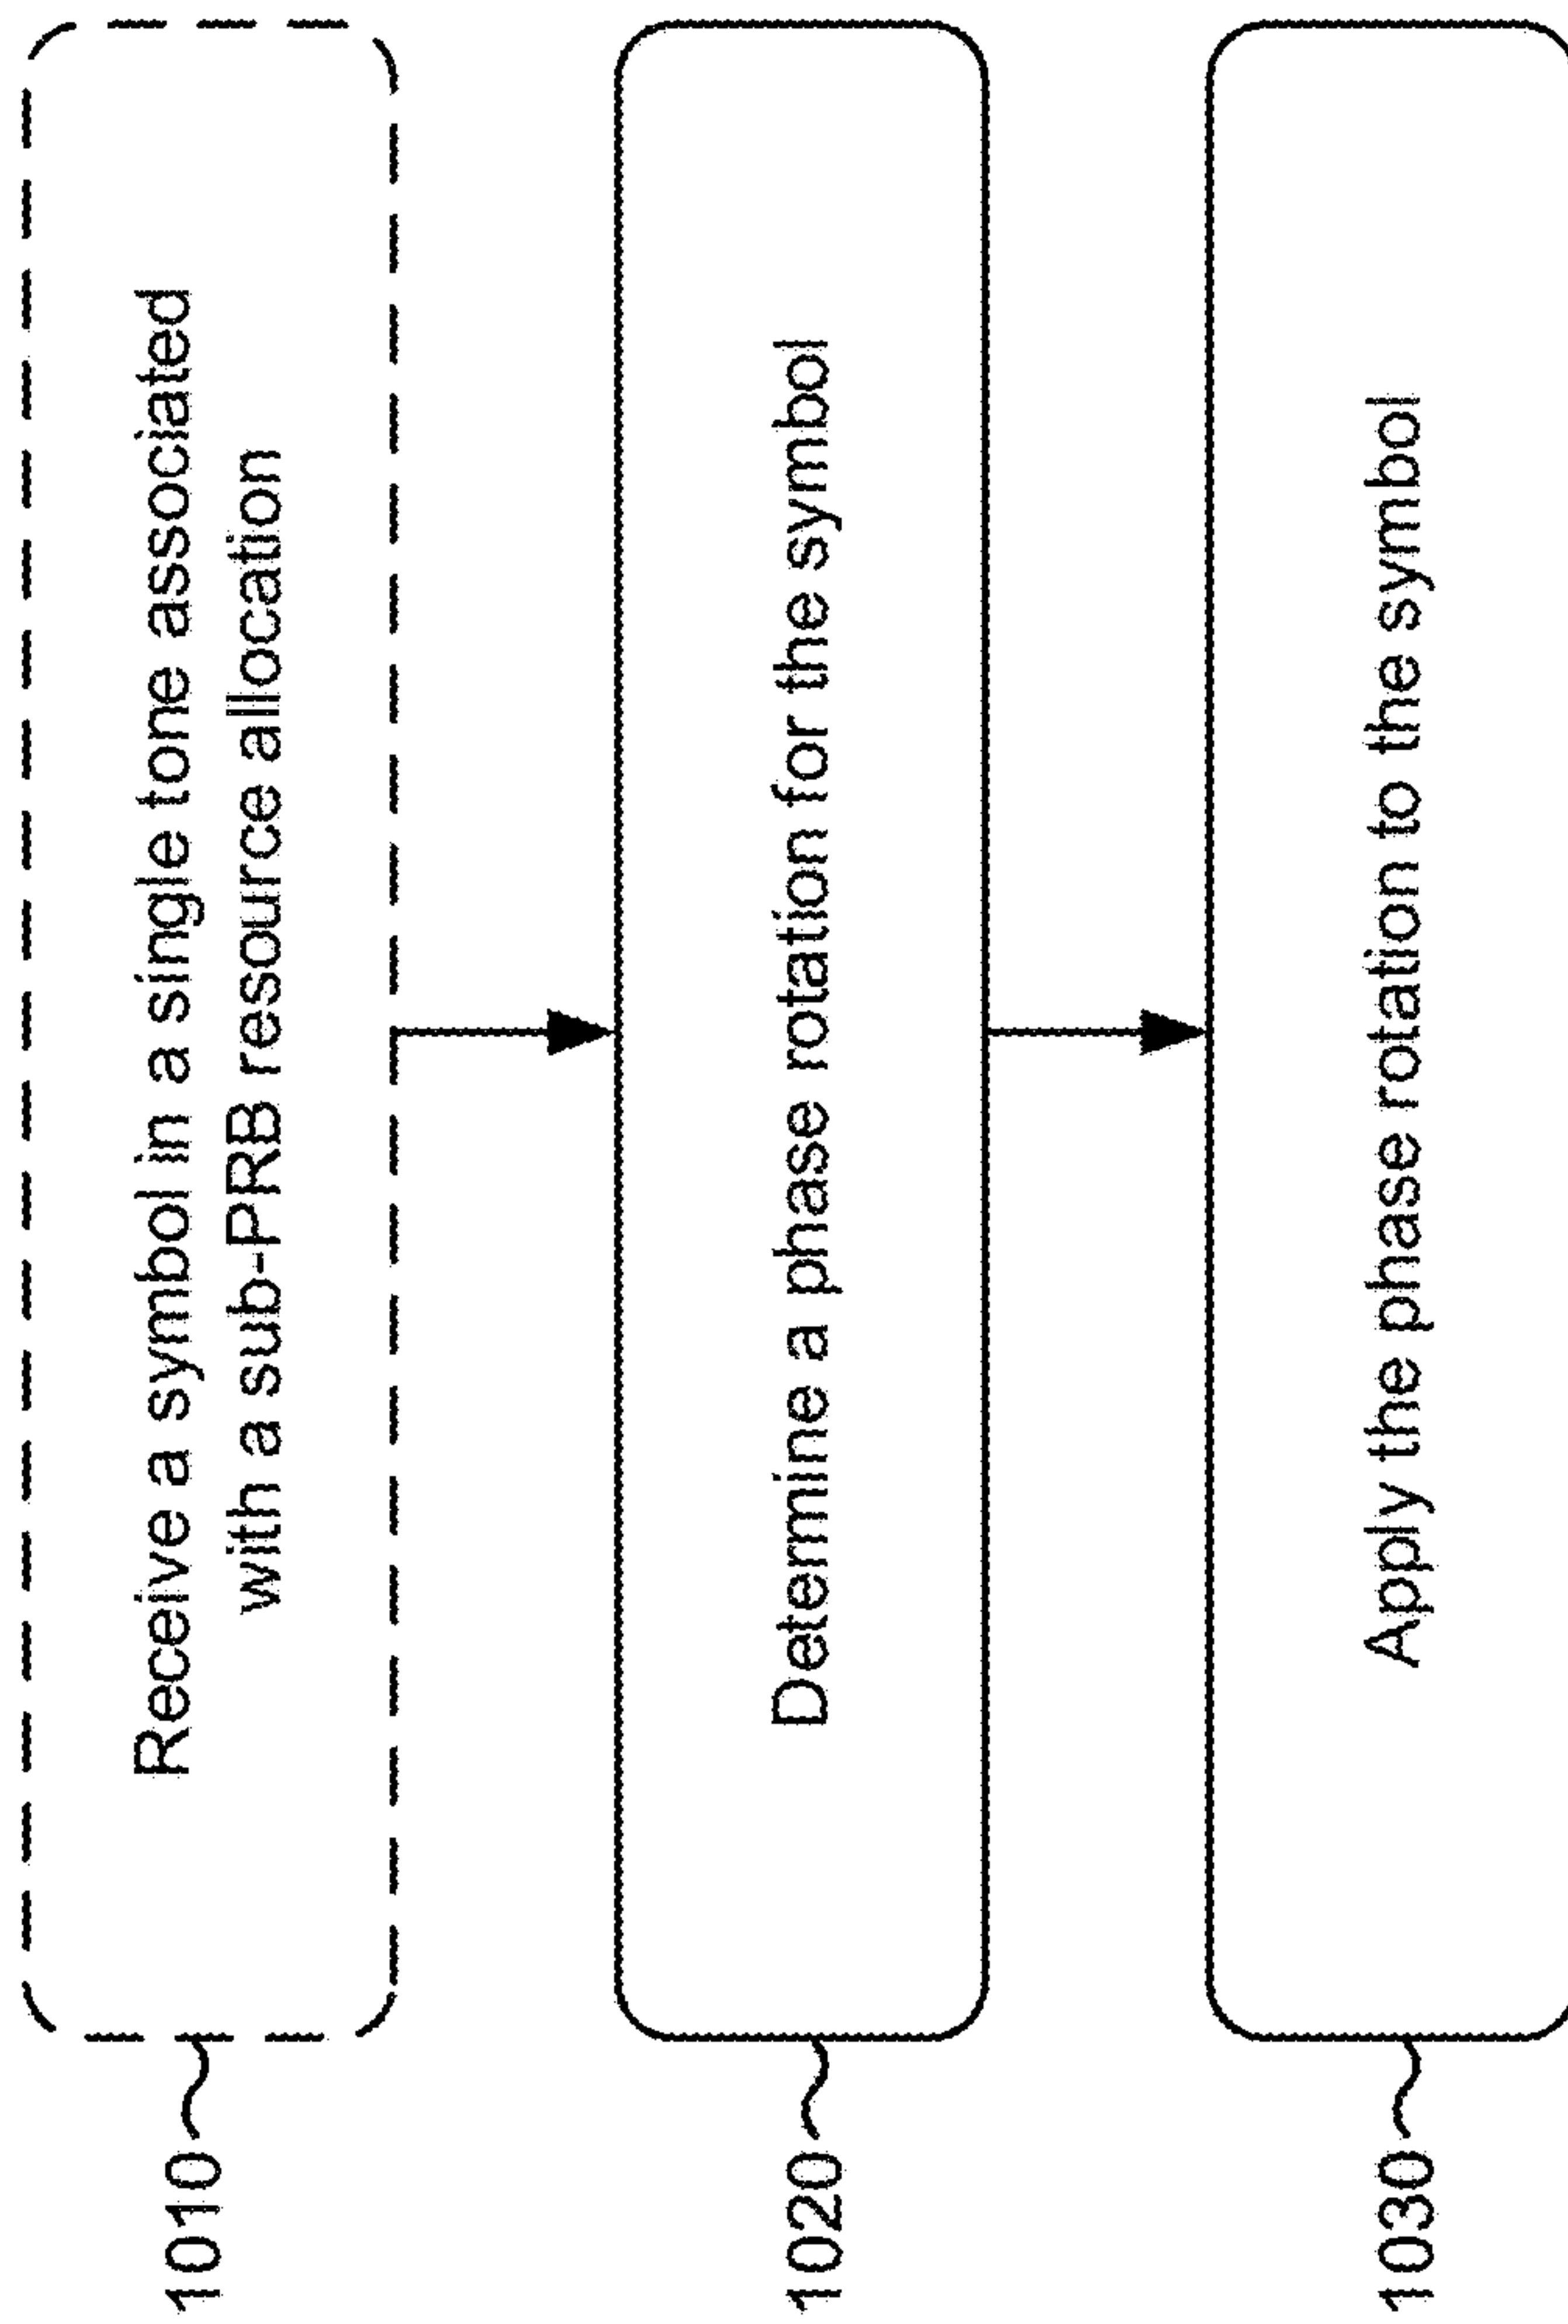 1010
Receive a symbol in a single tone associated
with a sub-PRB resource allocation
1020
Determine a phase rotation for the symbol
1030
Apply the phase rotation to the symbol